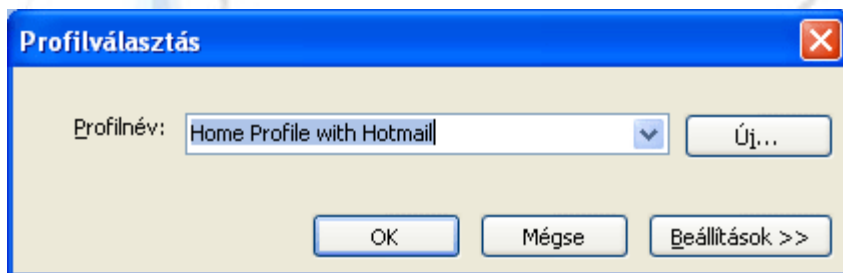 Profilválasztás
Profilnév: Home Profile with Hotmail Új...
OK Mégse Beállítások >>